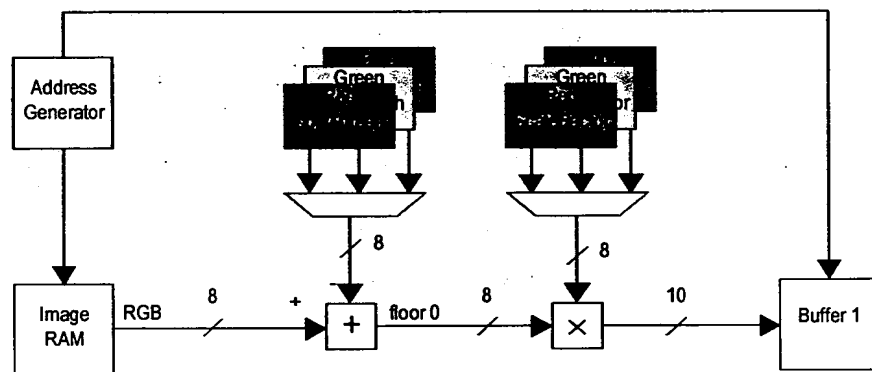 Address
Generator
Green
Green
8
8
Image
RAM
RGB
8
+
−
+
floor 0
8
×
10
Buffer 1